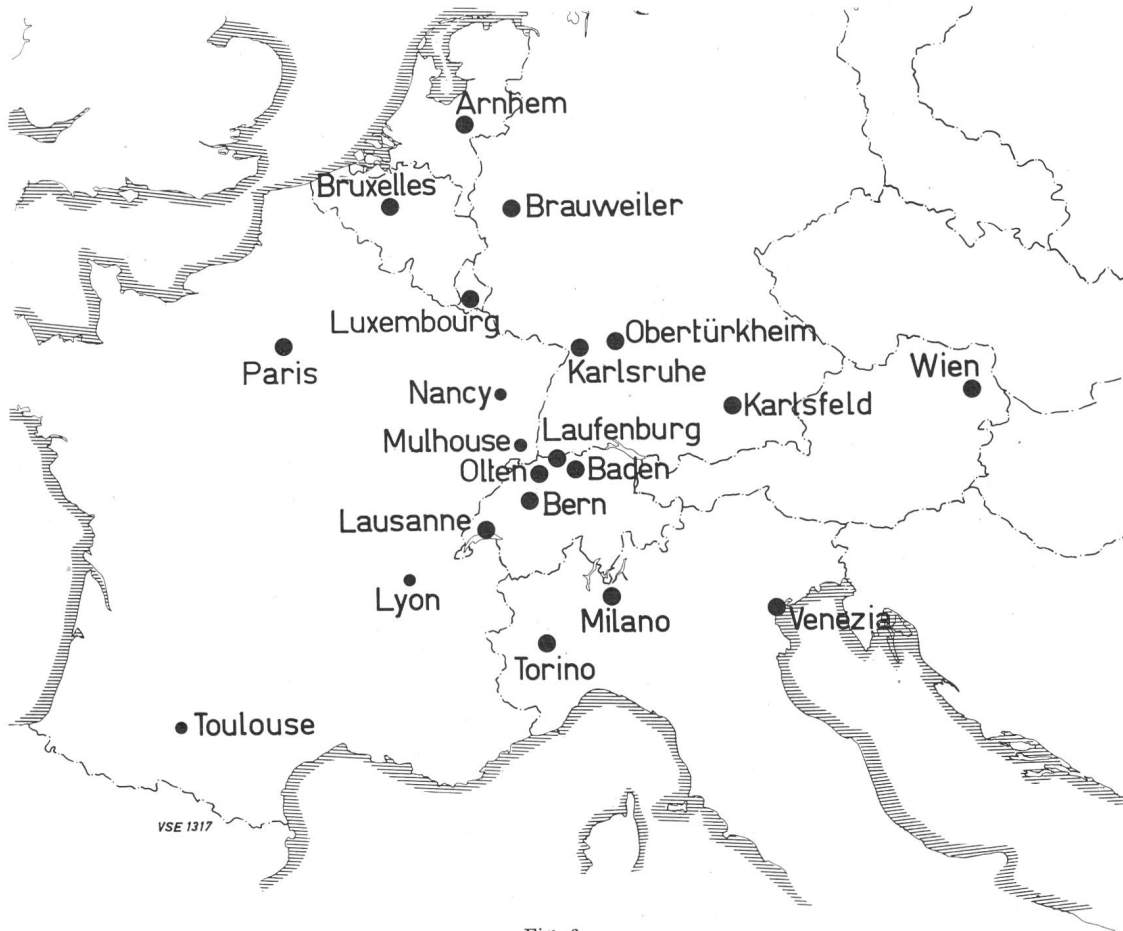 Arnhem
Bruxelles
Brauweiler
Luxembourg
Obertürkheim
Paris
Karlsruhe
Wien
Nancy
Karlsfeld
Laufenburg
Mulhouse
Olten
Baden
Bern
Lausanne
Lyon
Milano
Venezia
Torino
Toulouse
VSE 1317